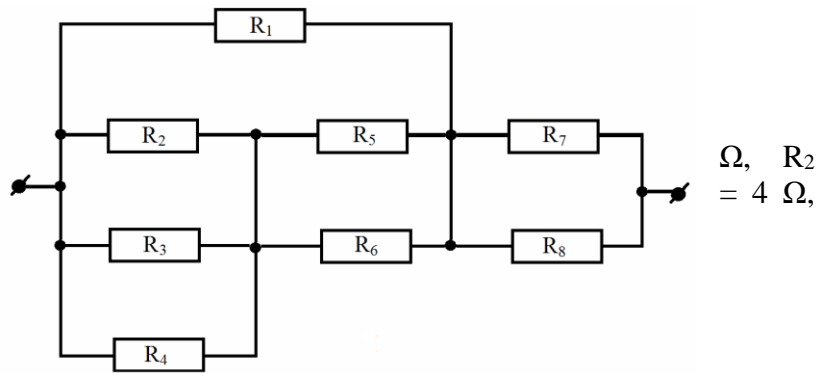 R1
R2 R5 R7
Ω, R2
= 4 Ω,
R3 R6 R8
R4